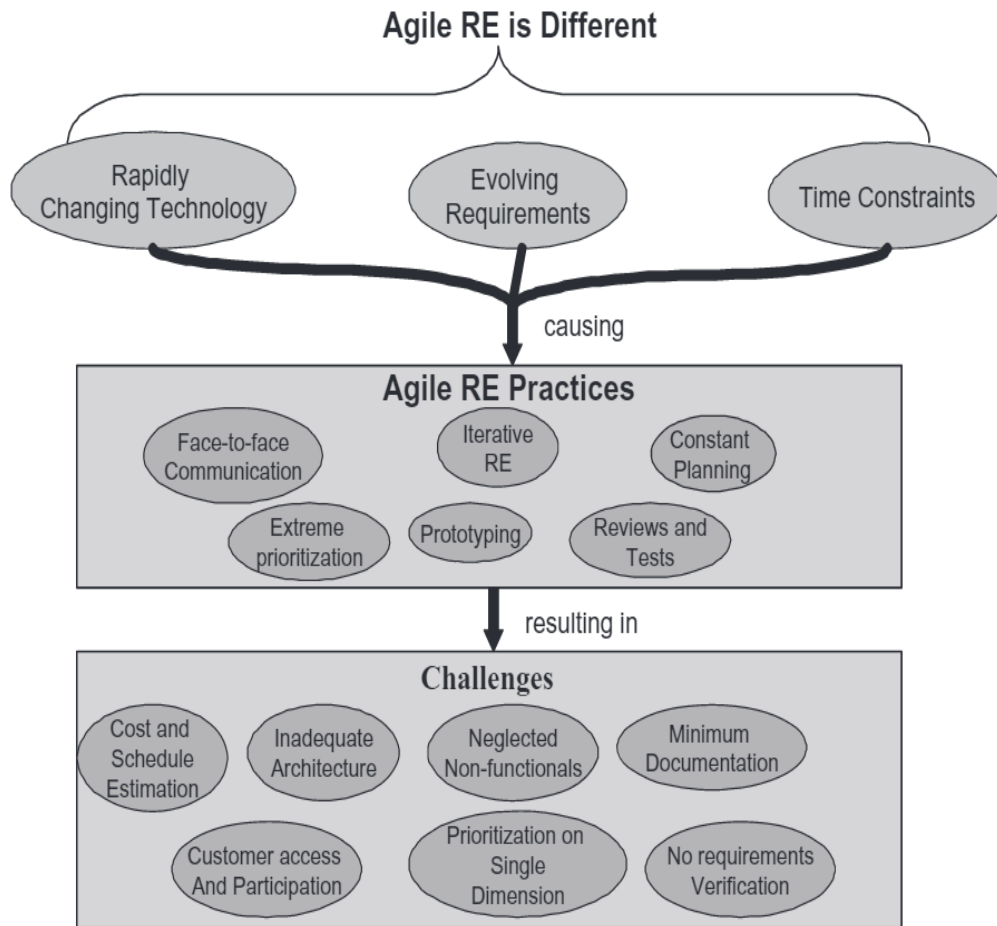 Agile RE is Different
Rapidly
Changing Technology
Evolving
Requirements
Time Constraints
causing
Agile RE Practices
Face-to-face
Communication
Iterative
RE
Constant
Planning
Extreme
prioritization
Prototyping
Reviews and
Tests
resulting in
Challenges
Cost and
Schedule
Estimation
Inadequate
Architecture
Neglected
Non-functionals
Minimum
Documentation
Customer access
And Participation
Prioritization on
Single
Dimension
No requirements
Verification